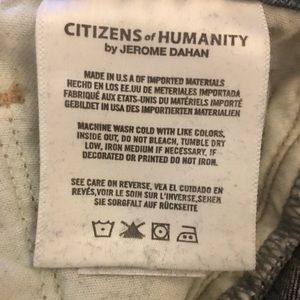 CITIZENS of HUMANITY
by JEROME DAHAN
MADE IN U.S.A OF IMPORTED MATERIALS
HECHO EN LOS EE.UU DE METERIALES IMPORTADO
FABRIQUÉ AUX ETATS-UNIS DU MATÉRIELS IMPORTÉ
GEBILDET IN USA DES IMPORTIERTEN MATERIALIEN
MACHINE WASH COLD WITH LIKE COLORS,
INSIDE OUT, DO NOT BLEACH, TUMBLE DRY
LOW, IRON MEDIUM IF NECESSARY, IF
DECORATED OR PRINTED DO NOT IRON.
SEE CARE ON REVERSE, VEA EL CUIDADO EN
REVÉS, VOIR LE SOIN SUR L'INVERSE, SEHEN
SIE SORGFALT AUF RÜCKSEITE